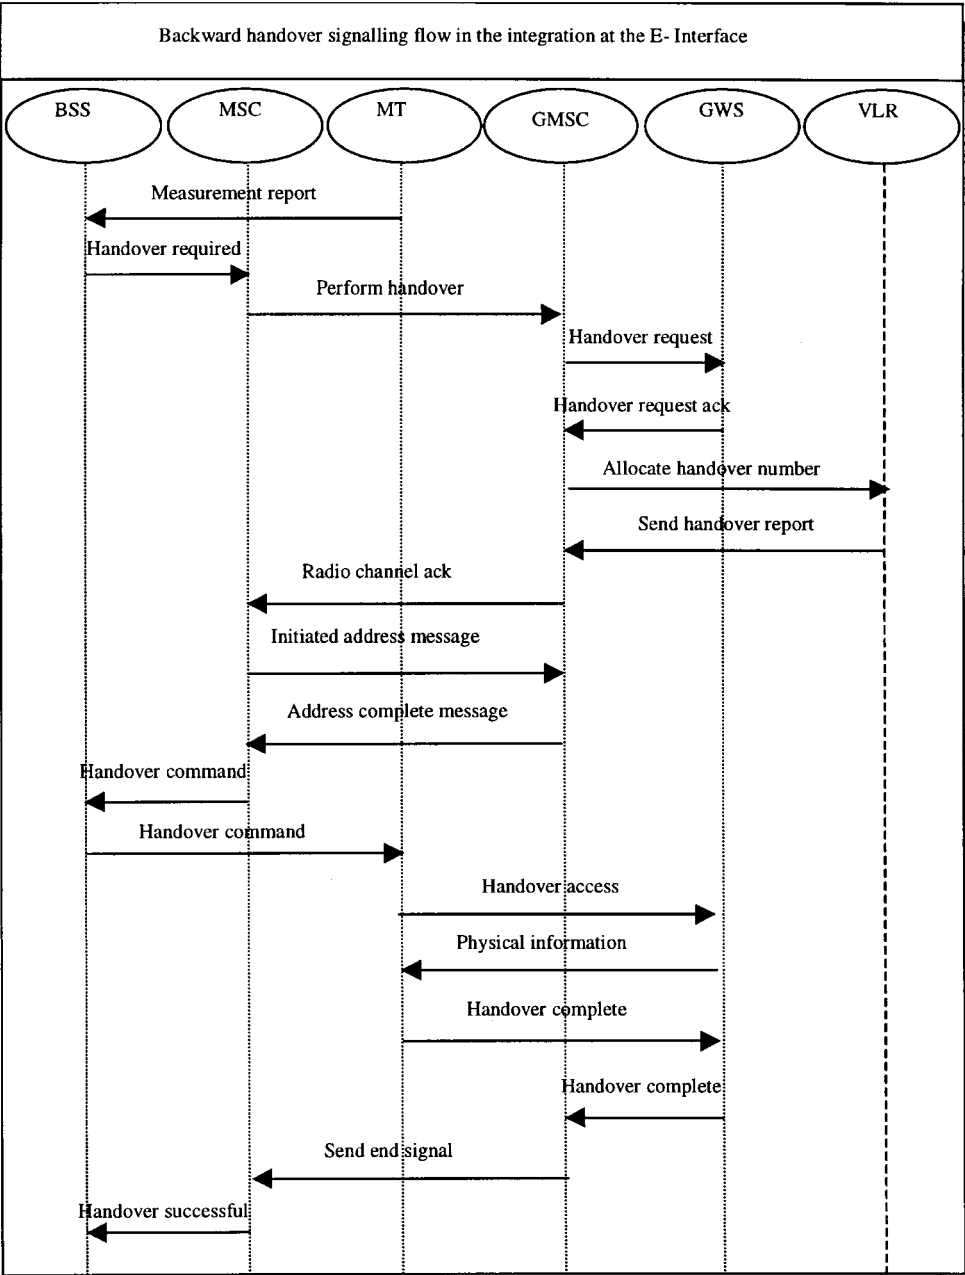 Backward handover signalling flow in the integration at the E- Interface
BSS
MSC
MT
GMSC
GWS
VLR
Measurement report
Handover required
Perform handover
Handover request
Handover request ack
Allocate handover number
Send handover report
Radio channel ack
Initiated address message
Address complete message
Handover command
Handover command
Handover access
Physical information
Handover complete
Handover complete
Send end signal
Handover successful